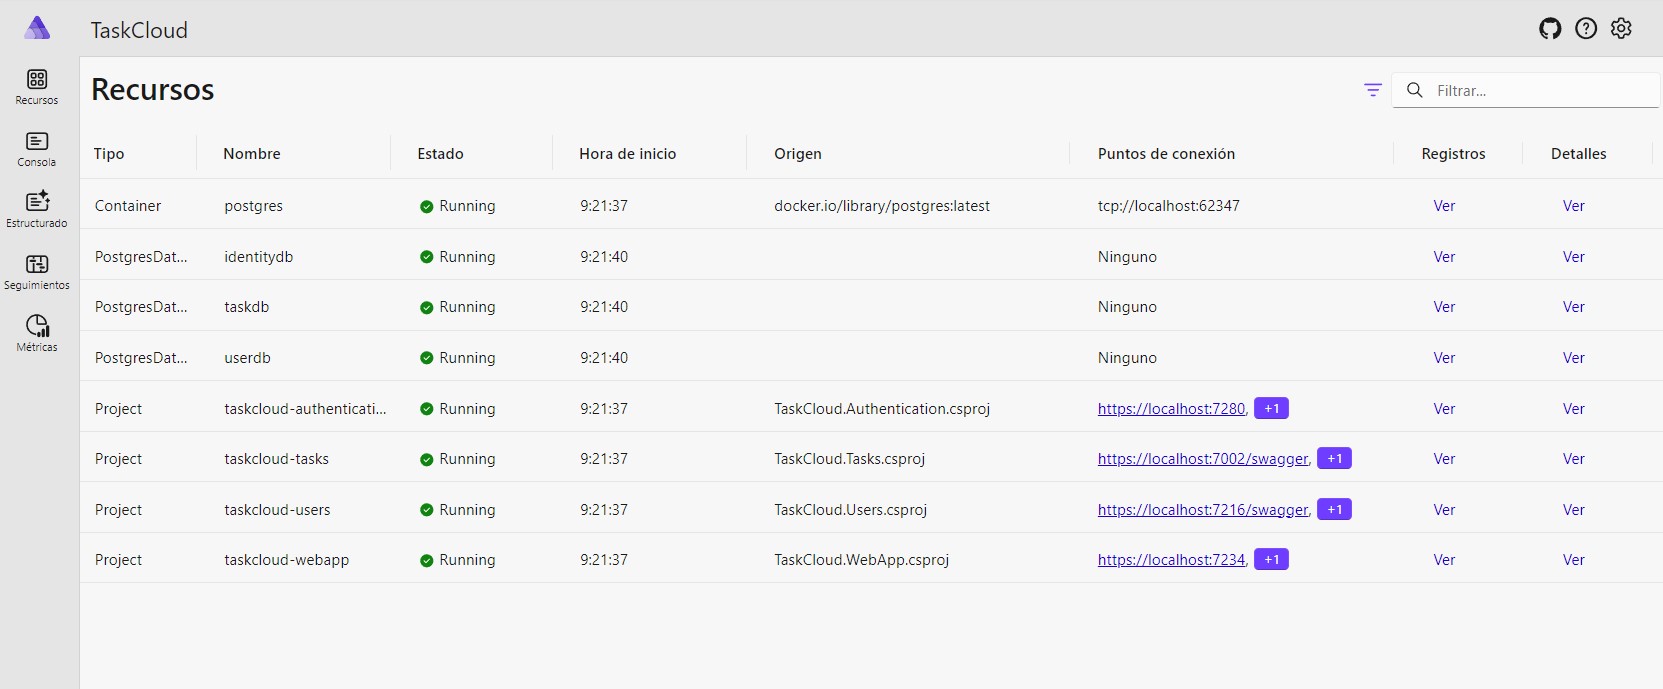 TaskCloud
Recursos
Filtrar...
Recursos
Consola
Estructurado
Seguimientos
Métricas
Tipo Nombre Estado Hora de inicio Origen Puntos de conexión Registros Detalles
Container postgres Running 9:21:37 docker.io/library/postgres:latest tcp://localhost:62347 Ver Ver
PostgresDat... identitydb Running 9:21:40 Ninguno Ver Ver
PostgresDat... taskdb Running 9:21:40 Ninguno Ver Ver
PostgresDat... userdb Running 9:21:40 Ninguno Ver Ver
Project taskcloud-authenticati... Running 9:21:37 TaskCloud.Authentication.csproj https://localhost:7280, +1 Ver Ver
Project taskcloud-tasks Running 9:21:37 TaskCloud.Tasks.csproj https://localhost:7002/swagger, +1 Ver Ver
Project taskcloud-users Running 9:21:37 TaskCloud.Users.csproj https://localhost:7216/swagger, +1 Ver Ver
Project taskcloud-webapp Running 9:21:37 TaskCloud.WebApp.csproj https://localhost:7234, +1 Ver Ver